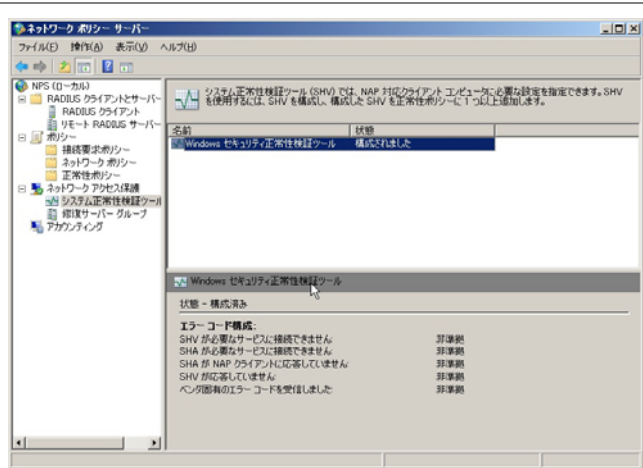 ネットワーク ポリシー サーバー
ファイル(F) 操作(A) 表示(V) ヘルプ(H)
NPS (ローカル)
RADIUS クライアントとサーバー
RADIUS クライアント
リモート RADIUS サーバー
ポリシー
接続要求ポリシー
ネットワーク ポリシー
正常性ポリシー
ネットワーク アクセス保護
システム正常性検証ツール
修復サーバー グループ
アカウンティング
システム正常性検証ツール (SHV) では、NAP 対応クライアント コンピュータに必要な設定を指定できます。SHV
を使用するには、SHV を構成し、構成した SHV を正常性ポリシーに 1 つ以上追加します。
名前 状態
Windows セキュリティ正常性検証ツール 構成されました
Windows セキュリティ正常性検証ツール
状態 - 構成済み
エラー コード構成:
SHV が必要なサービスに接続できません 非準拠
SHA が必要なサービスに接続できません 非準拠
SHA が NAP クライアントに応答していません 非準拠
SHV が応答していません 非準拠
ベンダ固有のエラー コードを受信しました 非準拠